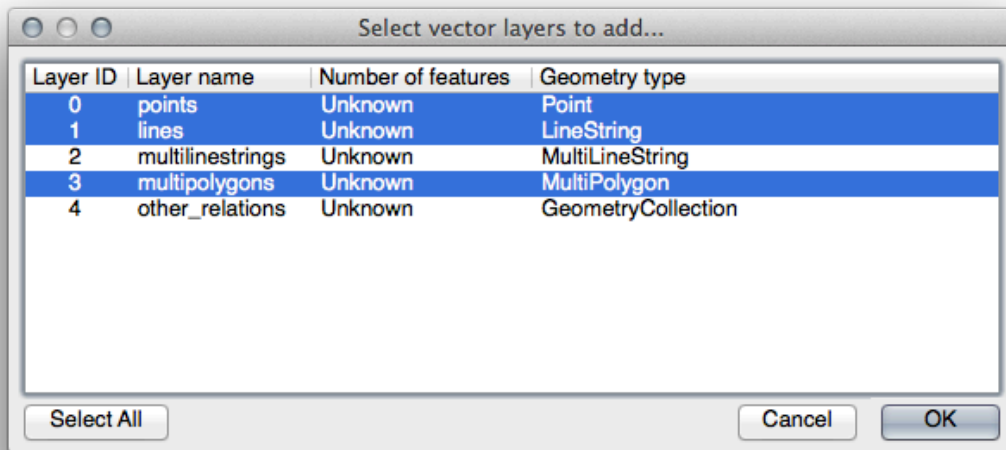 Select vector layers to add...
Layer ID Layer name Number of features Geometry type
0 points Unknown Point
1 lines Unknown LineString
2 multilinestrings Unknown MultiLineString
3 multipolygons Unknown MultiPolygon
4 other_relations Unknown GeometryCollection
Select All Cancel OK